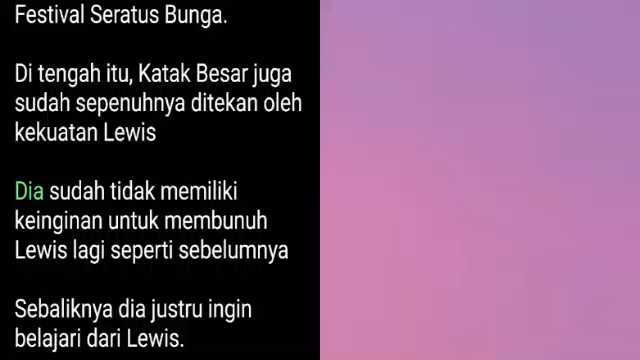 Festival Seratus Bunga.
Di tengah itu, Katak Besar juga
sudah sepenuhnya ditekan oleh
kekuatan Lewis
Dia sudah tidak memiliki
keinginan untuk membunuh
Lewis lagi seperti sebelumnya
Sebaliknya dia justru ingin
belajari dari Lewis.